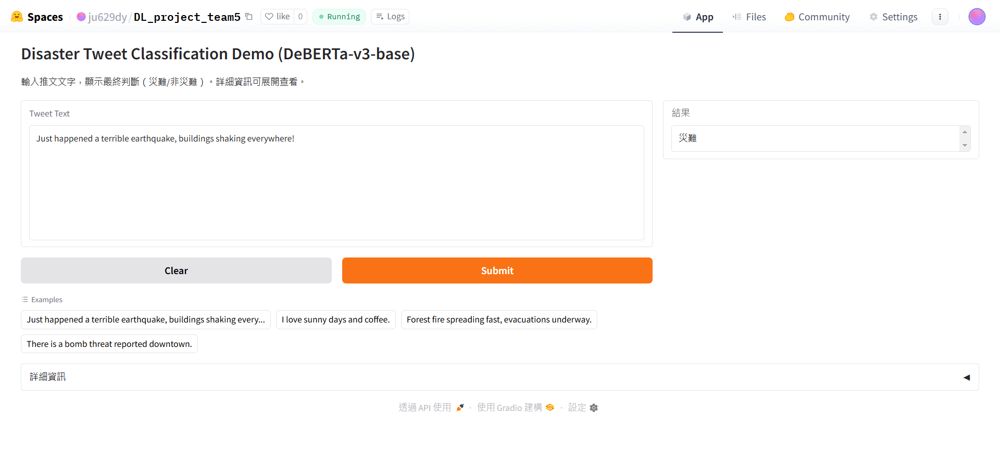 Spaces ju629dy/DL_project_team5 like 0 Running Logs App Files Community Settings
Disaster Tweet Classification Demo (DeBERTa-v3-base)
輸入推文文字，顯示最終判斷（災難/非災難）。詳細資訊可展開查看。
Tweet Text
Just happened a terrible earthquake, buildings shaking everywhere!
結果
災難
Clear Submit
Examples
Just happened a terrible earthquake, buildings shaking every... I love sunny days and coffee. Forest fire spreading fast, evacuations underway.
There is a bomb threat reported downtown.
詳細資訊
透過 API 使用 · 使用 Gradio 建構 · 設定